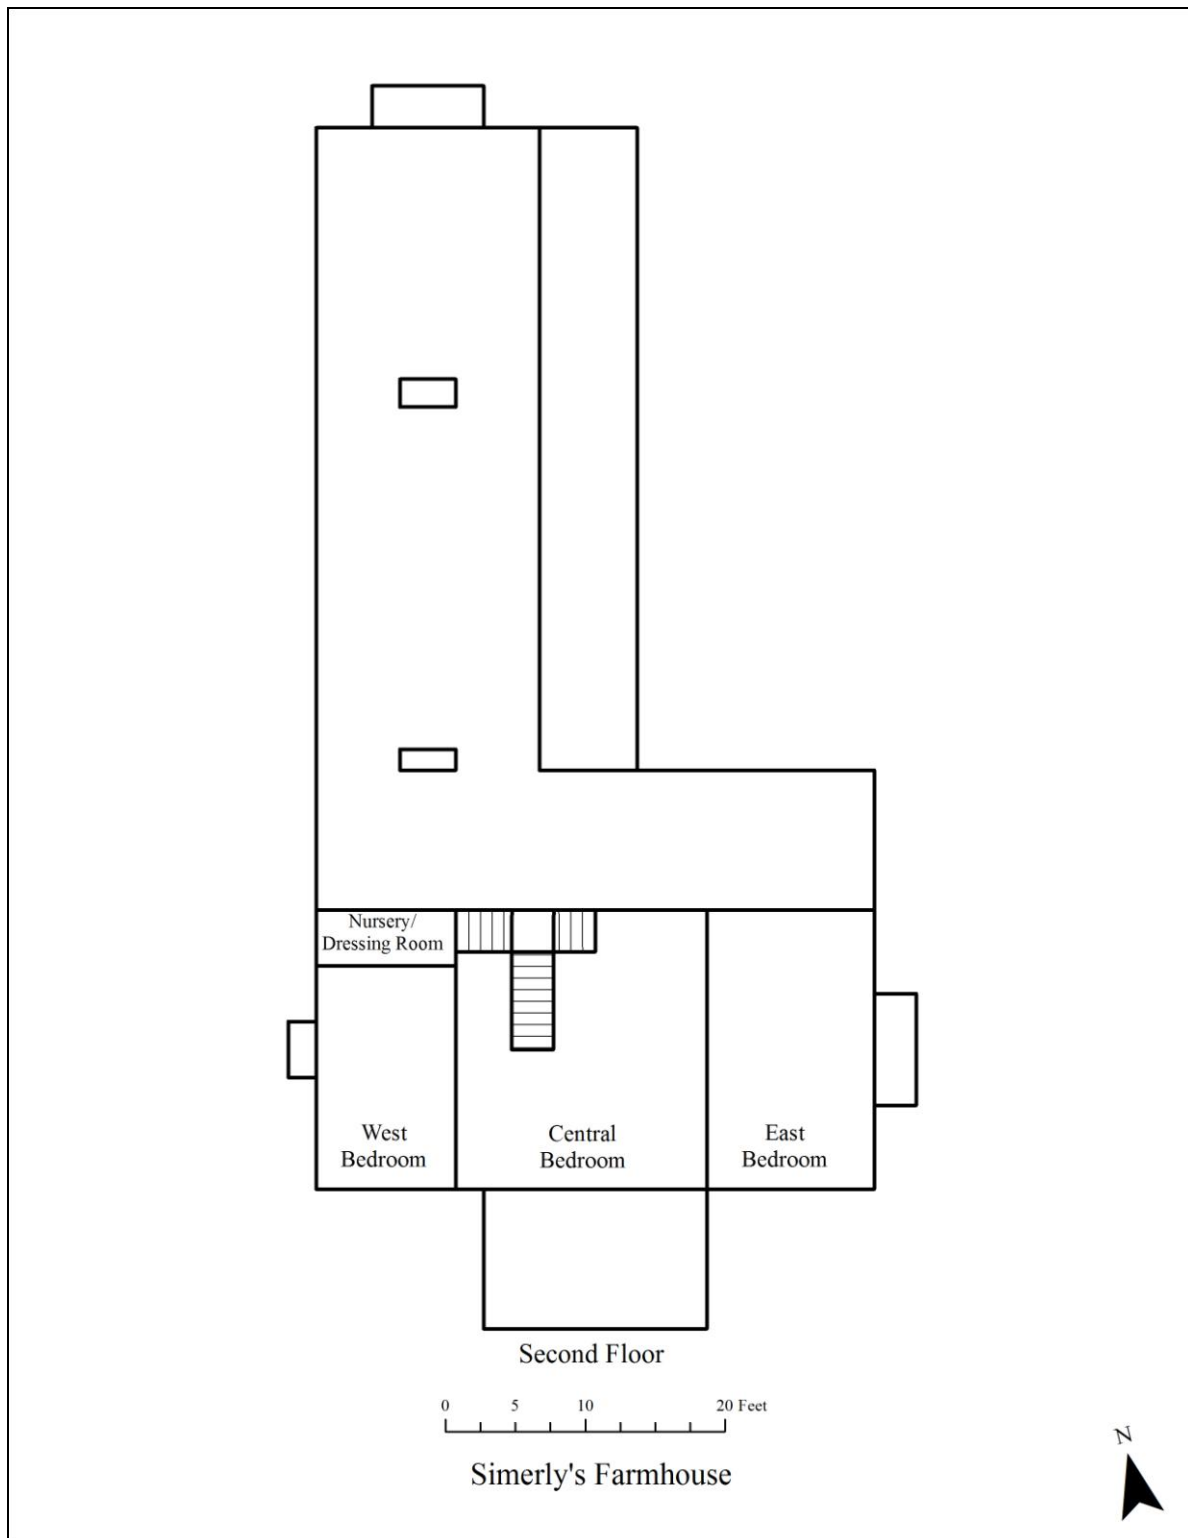 Nursery/
Dressing Room
West
Bedroom
Central
Bedroom
East
Bedroom
Second Floor
0 5 10 20 Feet
Simerly's Farmhouse
N